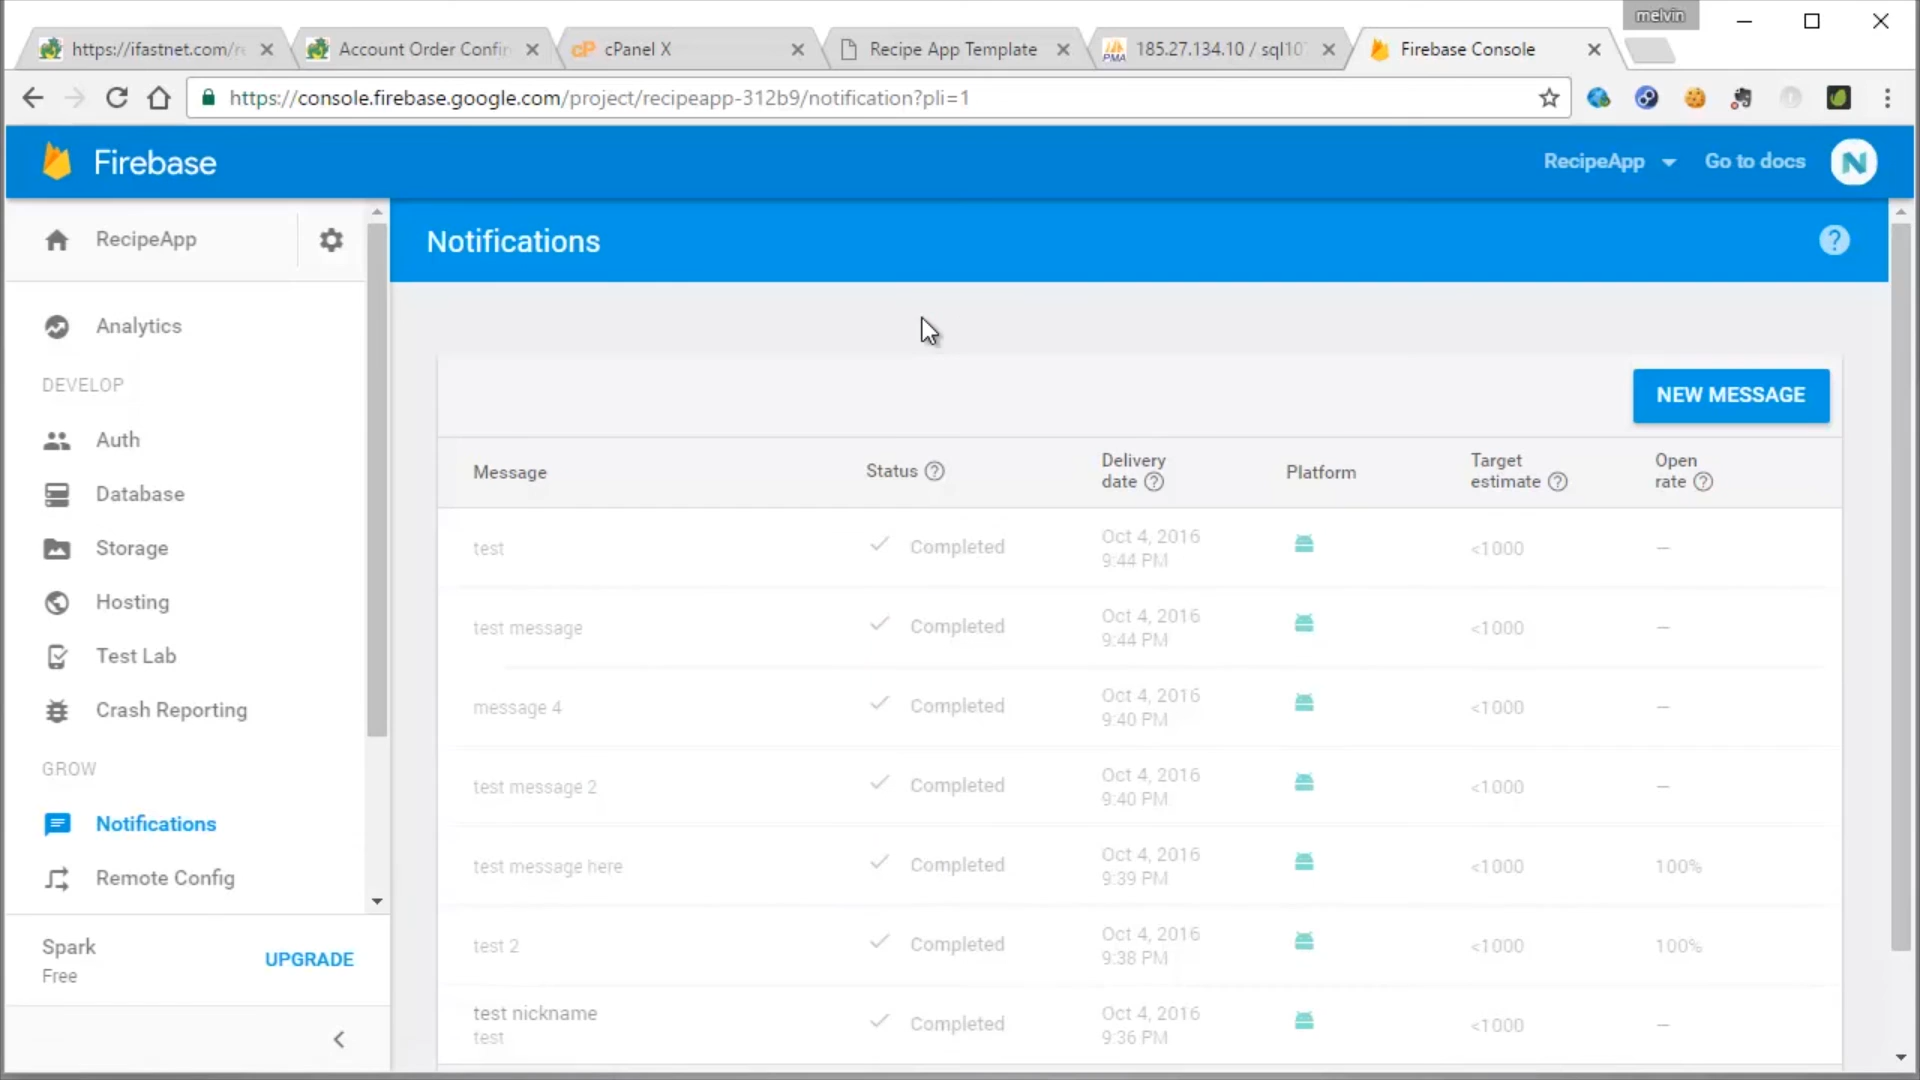 melvin
https://ifastnet.com/re
Account Order Confir
cPanel X
Recipe App Template
185.27.134.10 / sql107
Firebase Console
https://console.firebase.google.com/project/recipeapp-312b9/notification?pli=1
Firebase
RecipeApp
Go to docs
N
RecipeApp
Notifications
?
Analytics
DEVELOP
Auth
Database
Storage
Hosting
Test Lab
Crash Reporting
GROW
Notifications
Remote Config
Spark
Free
UPGRADE
NEW MESSAGE
Message
Status ?
Delivery
date ?
Platform
Target
estimate ?
Open
rate ?
test
Completed
Oct 4, 2016
9:44 PM
<1000
–
test message
Completed
Oct 4, 2016
9:44 PM
<1000
–
message 4
Completed
Oct 4, 2016
9:40 PM
<1000
–
test message 2
Completed
Oct 4, 2016
9:40 PM
<1000
–
test message here
Completed
Oct 4, 2016
9:39 PM
<1000
100%
test 2
Completed
Oct 4, 2016
9:38 PM
<1000
100%
test nickname
test
Completed
Oct 4, 2016
9:36 PM
<1000
–